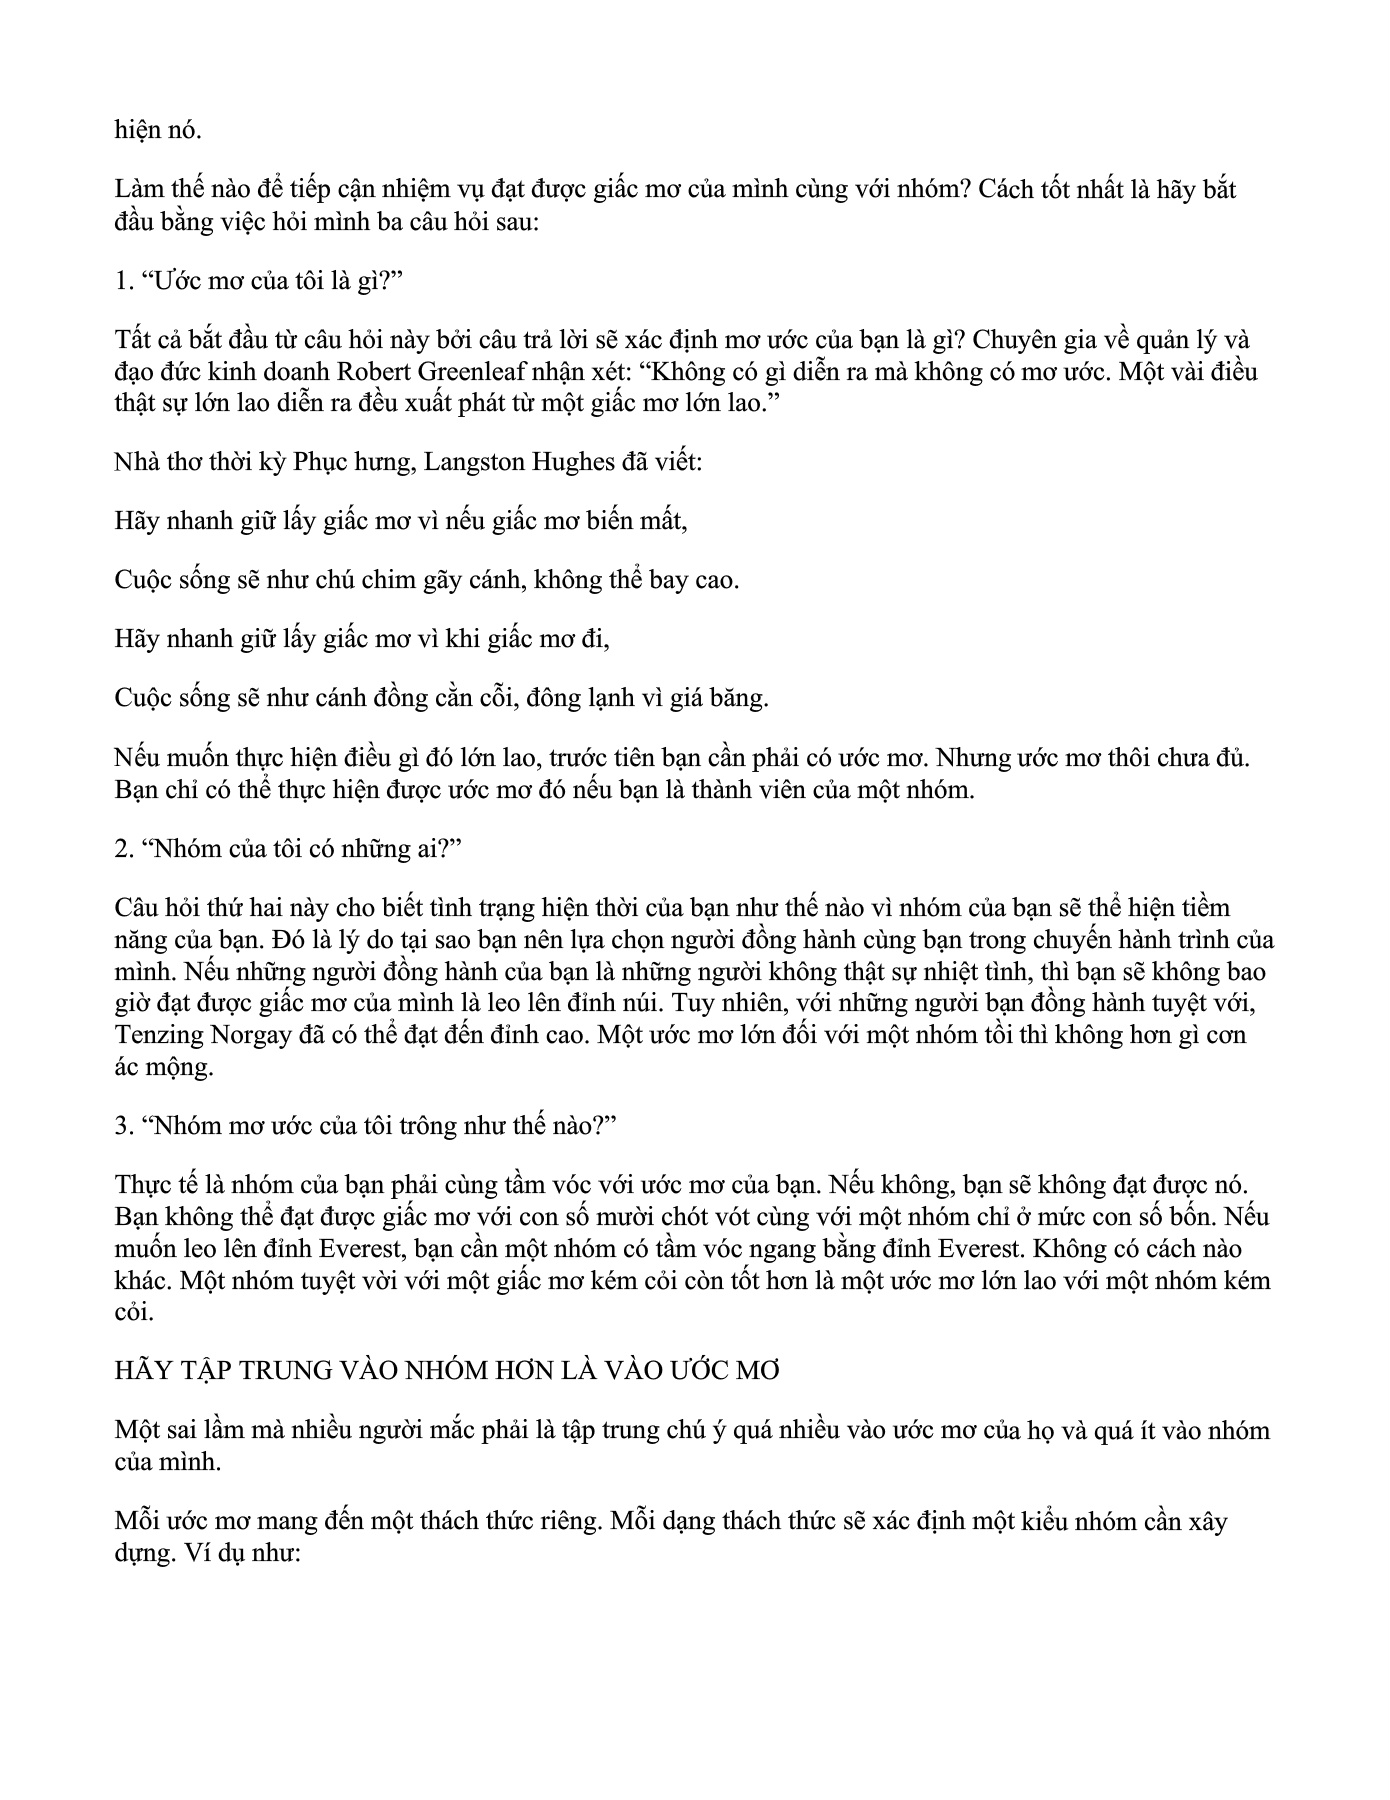 hiện nó.
Làm thế nào để tiếp cận nhiệm vụ đạt được giấc mơ của mình cùng với nhóm? Cách tốt nhất là hãy bắt
đầu bằng việc hỏi mình ba câu hỏi sau:
1. “Ước mơ của tôi là gì?”
Tất cả bắt đầu từ câu hỏi này bởi câu trả lời sẽ xác định mơ ước của bạn là gì? Chuyên gia về quản lý và
đạo đức kinh doanh Robert Greenleaf nhận xét: “Không có gì diễn ra mà không có mơ ước. Một vài điều
thật sự lớn lao diễn ra đều xuất phát từ một giấc mơ lớn lao.”
Nhà thơ thời kỳ Phục hưng, Langston Hughes đã viết:
Hãy nhanh giữ lấy giấc mơ vì nếu giấc mơ biến mất,
Cuộc sống sẽ như chú chim gãy cánh, không thể bay cao.
Hãy nhanh giữ lấy giấc mơ vì khi giấc mơ đi,
Cuộc sống sẽ như cánh đồng cằn cỗi, đông lạnh vì giá băng.
Nếu muốn thực hiện điều gì đó lớn lao, trước tiên bạn cần phải có ước mơ. Nhưng ước mơ thôi chưa đủ.
Bạn chỉ có thể thực hiện được ước mơ đó nếu bạn là thành viên của một nhóm.
2. “Nhóm của tôi có những ai?”
Câu hỏi thứ hai này cho biết tình trạng hiện thời của bạn như thế nào vì nhóm của bạn sẽ thể hiện tiềm
năng của bạn. Đó là lý do tại sao bạn nên lựa chọn người đồng hành cùng bạn trong chuyến hành trình của
mình. Nếu những người đồng hành của bạn là những người không thật sự nhiệt tình, thì bạn sẽ không bao
giờ đạt được giấc mơ của mình là leo lên đỉnh núi. Tuy nhiên, với những người bạn đồng hành tuyệt vời,
Tenzing Norgay đã có thể đạt đến đỉnh cao. Một ước mơ lớn đối với một nhóm tồi thì không hơn gì cơn
ác mộng.
3. “Nhóm mơ ước của tôi trông như thế nào?”
Thực tế là nhóm của bạn phải cùng tầm vóc với ước mơ của bạn. Nếu không, bạn sẽ không đạt được nó.
Bạn không thể đạt được giấc mơ với con số mười chót vót cùng với một nhóm chỉ ở mức con số bốn. Nếu
muốn leo lên đỉnh Everest, bạn cần một nhóm có tầm vóc ngang bằng đỉnh Everest. Không có cách nào
khác. Một nhóm tuyệt vời với một giấc mơ kém cỏi còn tốt hơn là một ước mơ lớn lao với một nhóm kém
cỏi.
HÃY TẬP TRUNG VÀO NHÓM HƠN LÀ VÀO ƯỚC MƠ
Một sai lầm mà nhiều người mắc phải là tập trung chú ý quá nhiều vào ước mơ của họ và quá ít vào nhóm
của mình.
Mỗi ước mơ mang đến một thách thức riêng. Mỗi dạng thách thức sẽ xác định một kiểu nhóm cần xây
dựng. Ví dụ như: